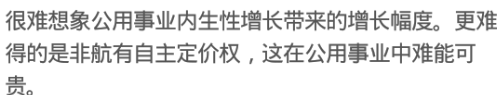 很难想象公用事业内生性增长带来的增长幅度。更难
得的是非航有自主定价权，这在公用事业中难能可
贵。